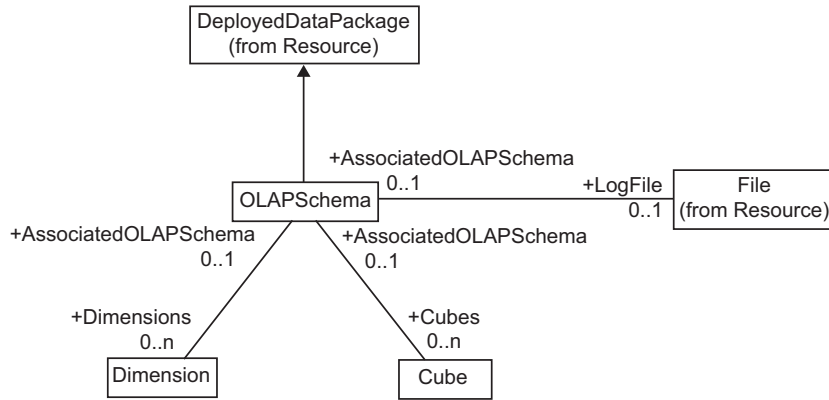 DeployedDataPackage
(from Resource)
+AssociatedOLAPSchema
0..1
+LogFile
0..1
File
(from Resource)
OLAPSchema
+AssociatedOLAPSchema
0..1
+AssociatedOLAPSchema
0..1
+Dimensions
0..n
+Cubes
0..n
Dimension
Cube